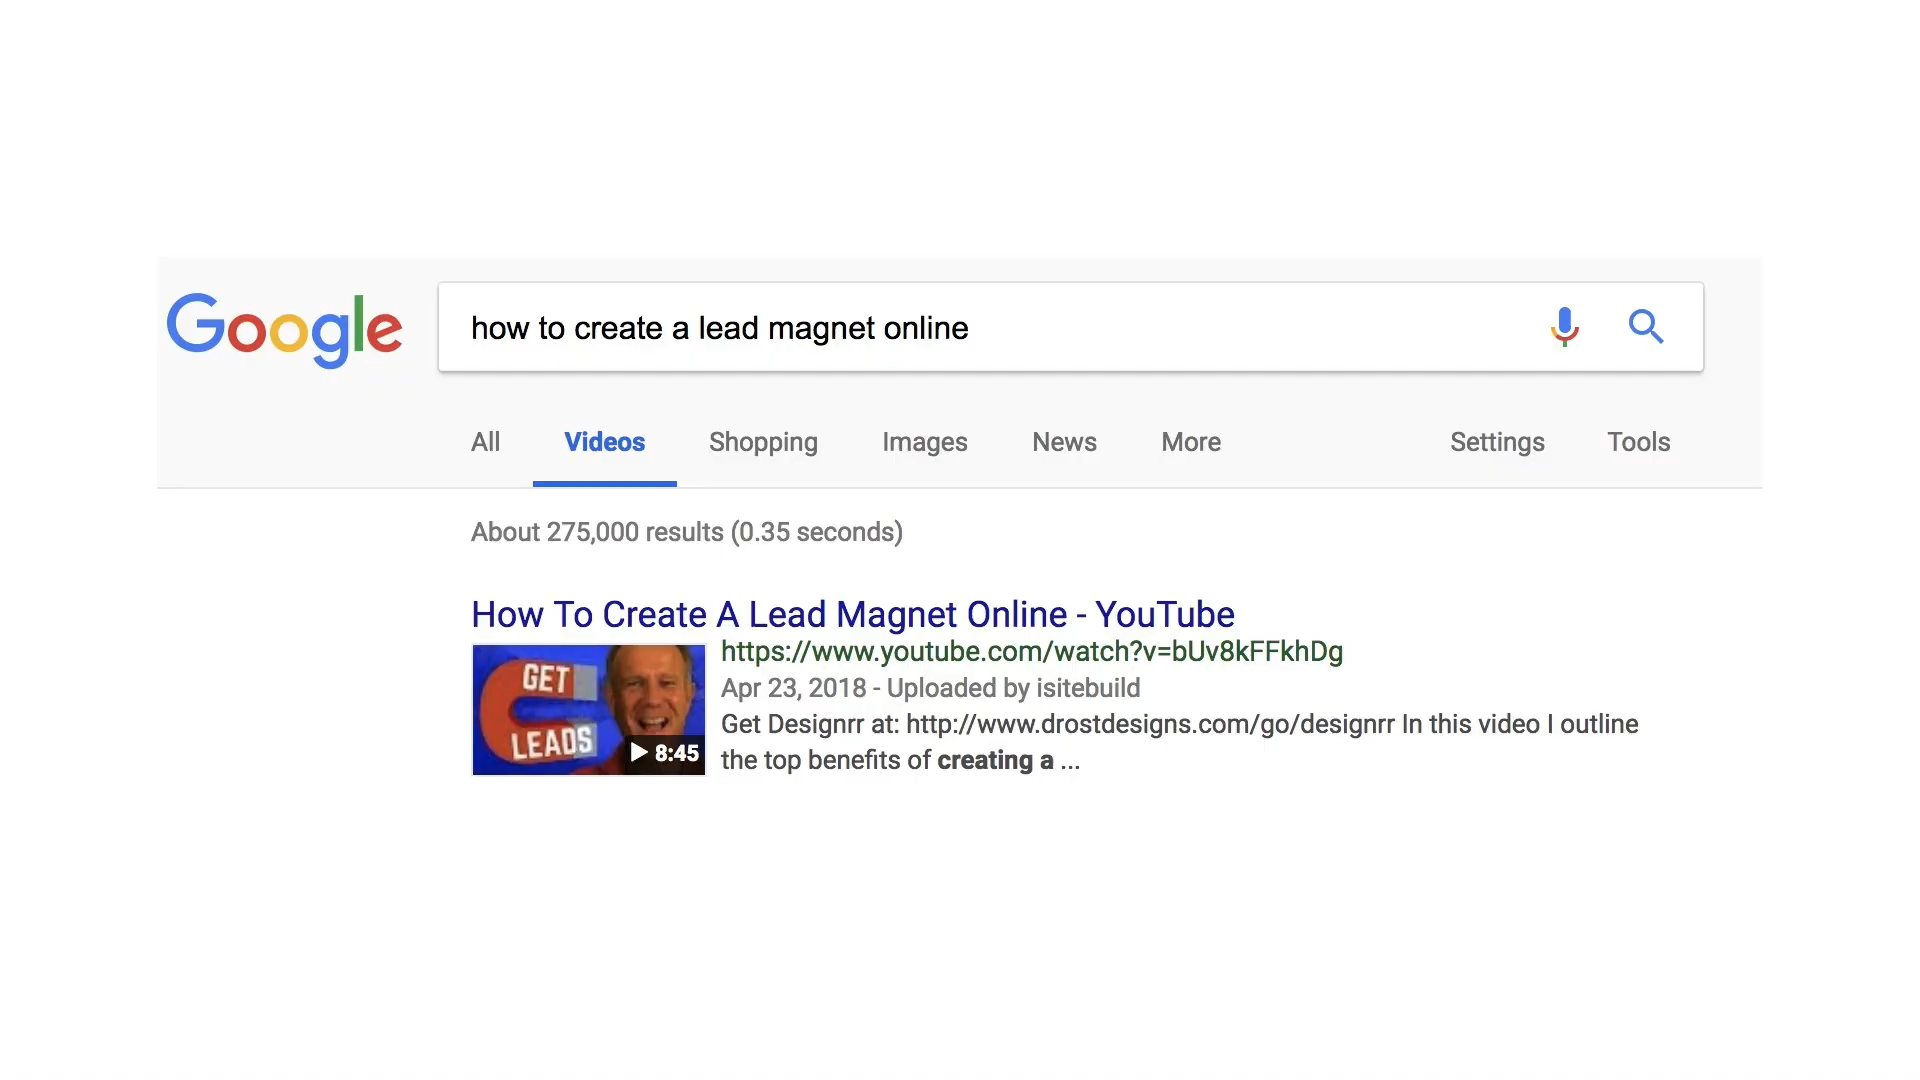 Google
how to create a lead magnet online
All Videos Shopping Images News More Settings Tools
About 275,000 results (0.35 seconds)
How To Create A Lead Magnet Online - YouTube
GET
LEADS
8:45
https://www.youtube.com/watch?v=bUv8kFFkhDg
Apr 23, 2018 - Uploaded by isitebuild
Get Designrr at: http://www.drostdesigns.com/go/designrr In this video I outline
the top benefits of creating a ...